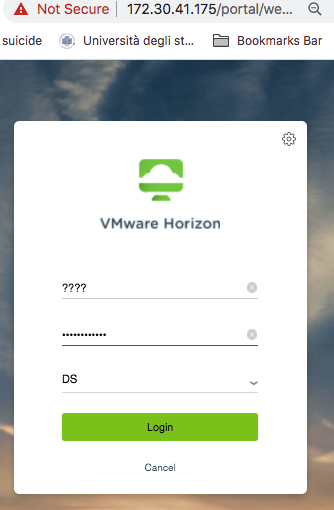 Not Secure 172.30.41.175/portal/we...
suicide Università degli st... Bookmarks Bar
VMware Horizon
????
••••••••••••
DS
Login
Cancel